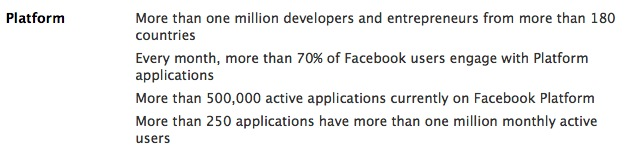 Platform More than one million developers and entrepreneurs from more than 180
countries
Every month, more than 70% of Facebook users engage with Platform
applications
More than 500,000 active applications currently on Facebook Platform
More than 250 applications have more than one million monthly active
users